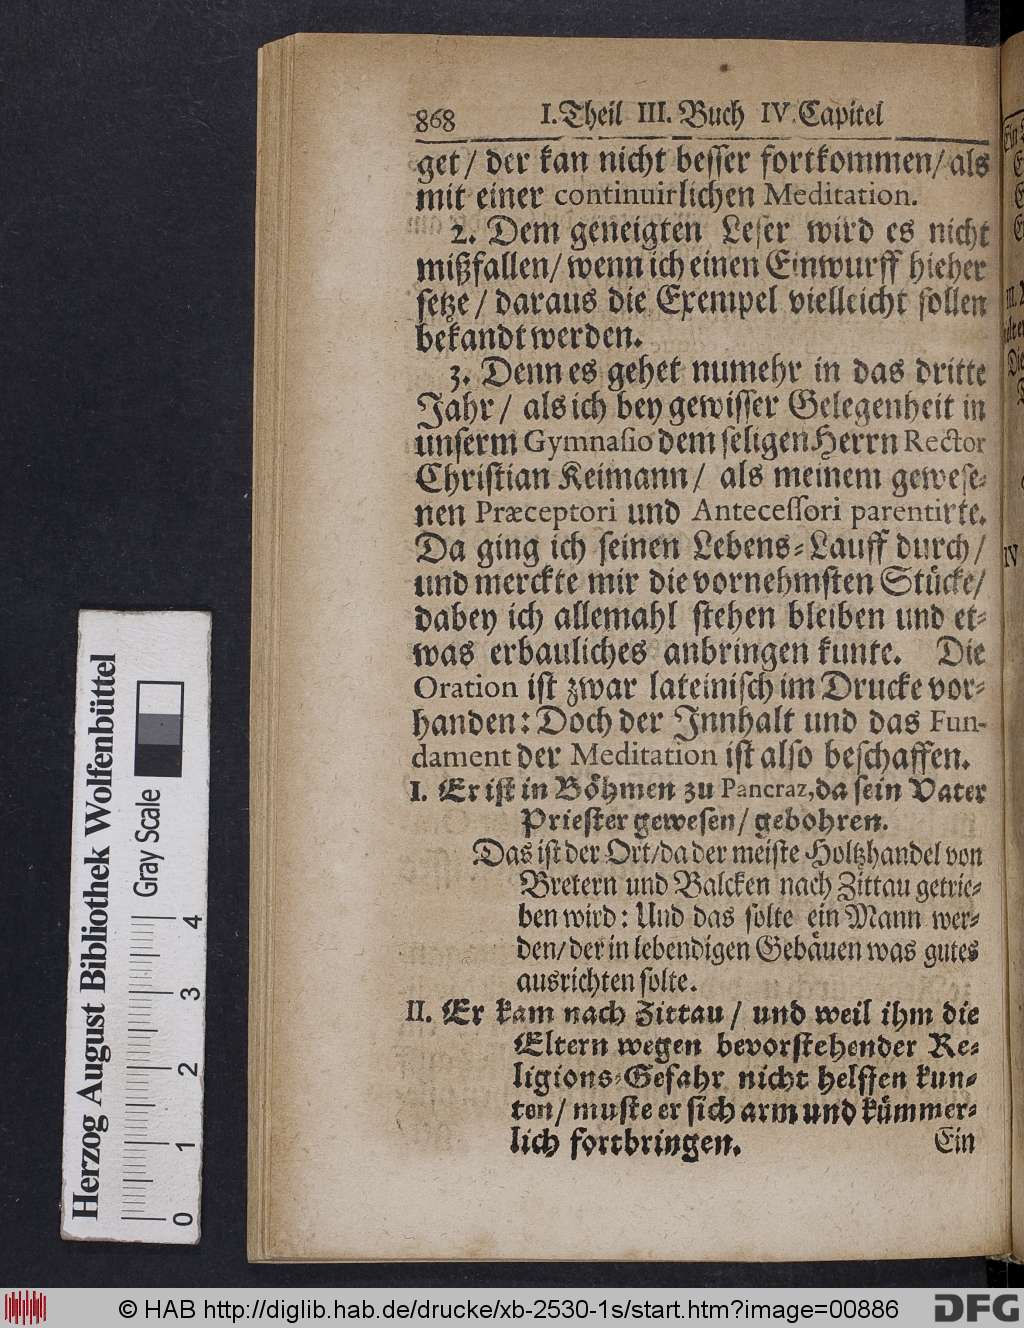 868 I. Theil III. Buch IV. Capitel
get / der kan nicht besser fortkommen / als
mit einer continuirlichen Meditation.
2. Dem geneigten Leser wird es nicht
mißfallen / wenn ich einen Einwurff hieher
setze / daraus die Exempel vielleicht sollen
bekandt werden.
3. Denn es gehet numehr in das dritte
Jahr / als ich bey gewisser Gelegenheit in
unserm Gymnasio dem seligen Herrn Rector
Christian Keimann / als meinem gewese-
nen Præceptori und Antecessori parentirte.
Da ging ich seinen Lebens-Lauff durch /
und merckte mir die vornehmsten Stücke /
dabey ich allemahl stehen bleiben und et-
was erbauliches anbringen kunte. Die
Oration ist zwar lateinisch im Drucke vor-
handen: Doch der Innhalt und das Fun-
dament der Meditation ist also beschaffen.
I. Er ist in Böhmen zu Pancraz, da sein Vater
Priester gewesen / gebohren.
Das ist der Ort / da der meiste Holtzhandel von
Bretern und Balcken nach Zittau getrie-
ben wird: Und das solte ein Mann wer-
den / der in lebendigen Gebäuen was gutes
ausrichten solte.
II. Er kam nach Zittau / und weil ihm die
Eltern wegen bevorstehender Re-
ligions-Gefahr nicht helffen kun-
ten / muste er sich arm und kümmer-
lich fortbringen. Ein
Herzog August Bibliothek Wolfenbüttel
Gray Scale
0 1 2 3 4
© HAB http://diglib.hab.de/drucke/xb-2530-1s/start.htm?image=00886
DFG